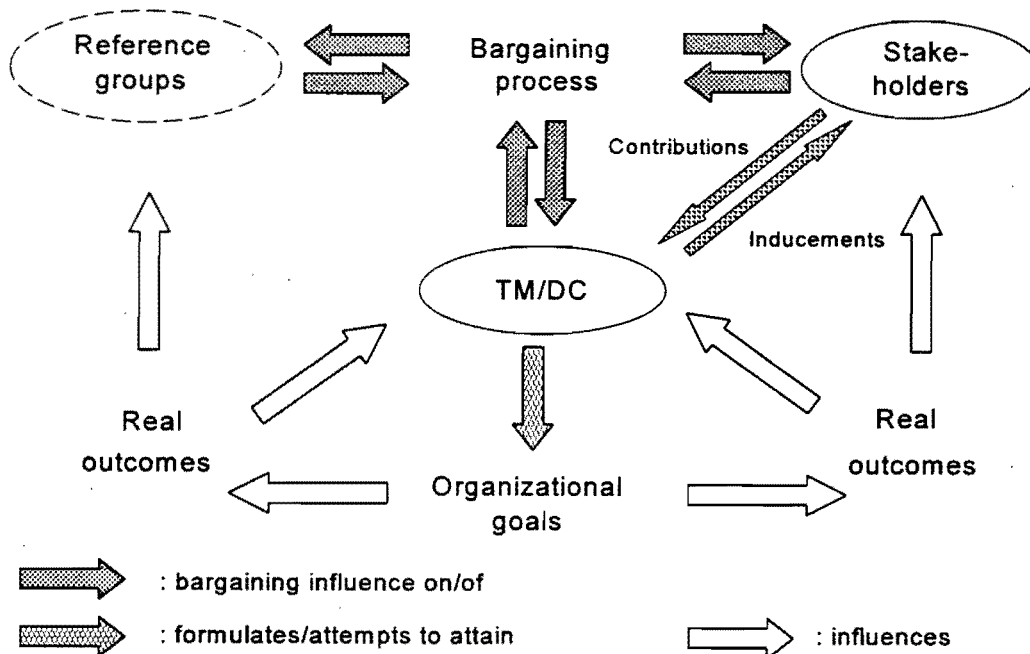 Reference
groups
Bargaining
process
Stake-
holders
Contributions
Inducements
TM/DC
Real
outcomes
Organizational
goals
Real
outcomes
: bargaining influence on/of
: formulates/attempts to attain
: influences